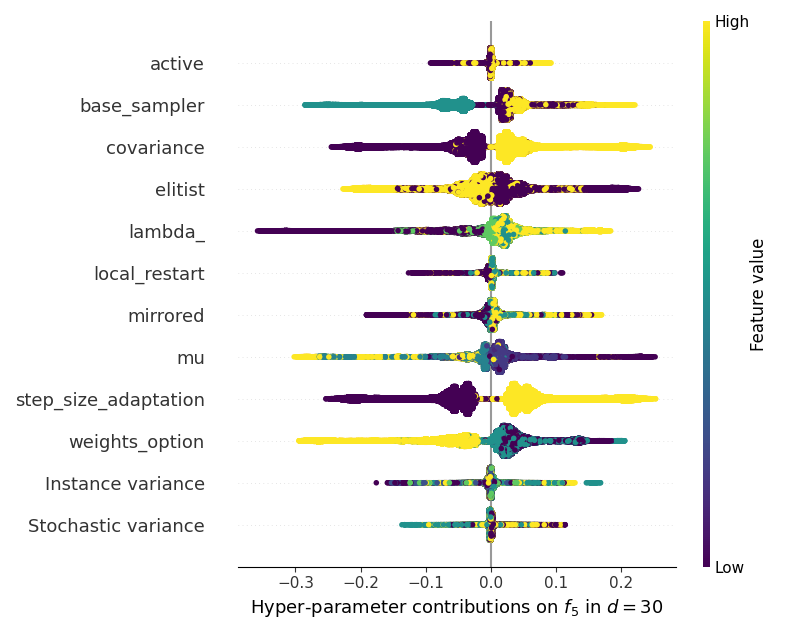 High
active
base_sampler
covariance
elitist
lambda_
local_restart
mirrored
mu
step_size_adaptation
weights_option
Instance variance
Stochastic variance
Feature value
Low
−0.3 −0.2 −0.1 0.0 0.1 0.2
Hyper-parameter contributions on f₅ in d = 30